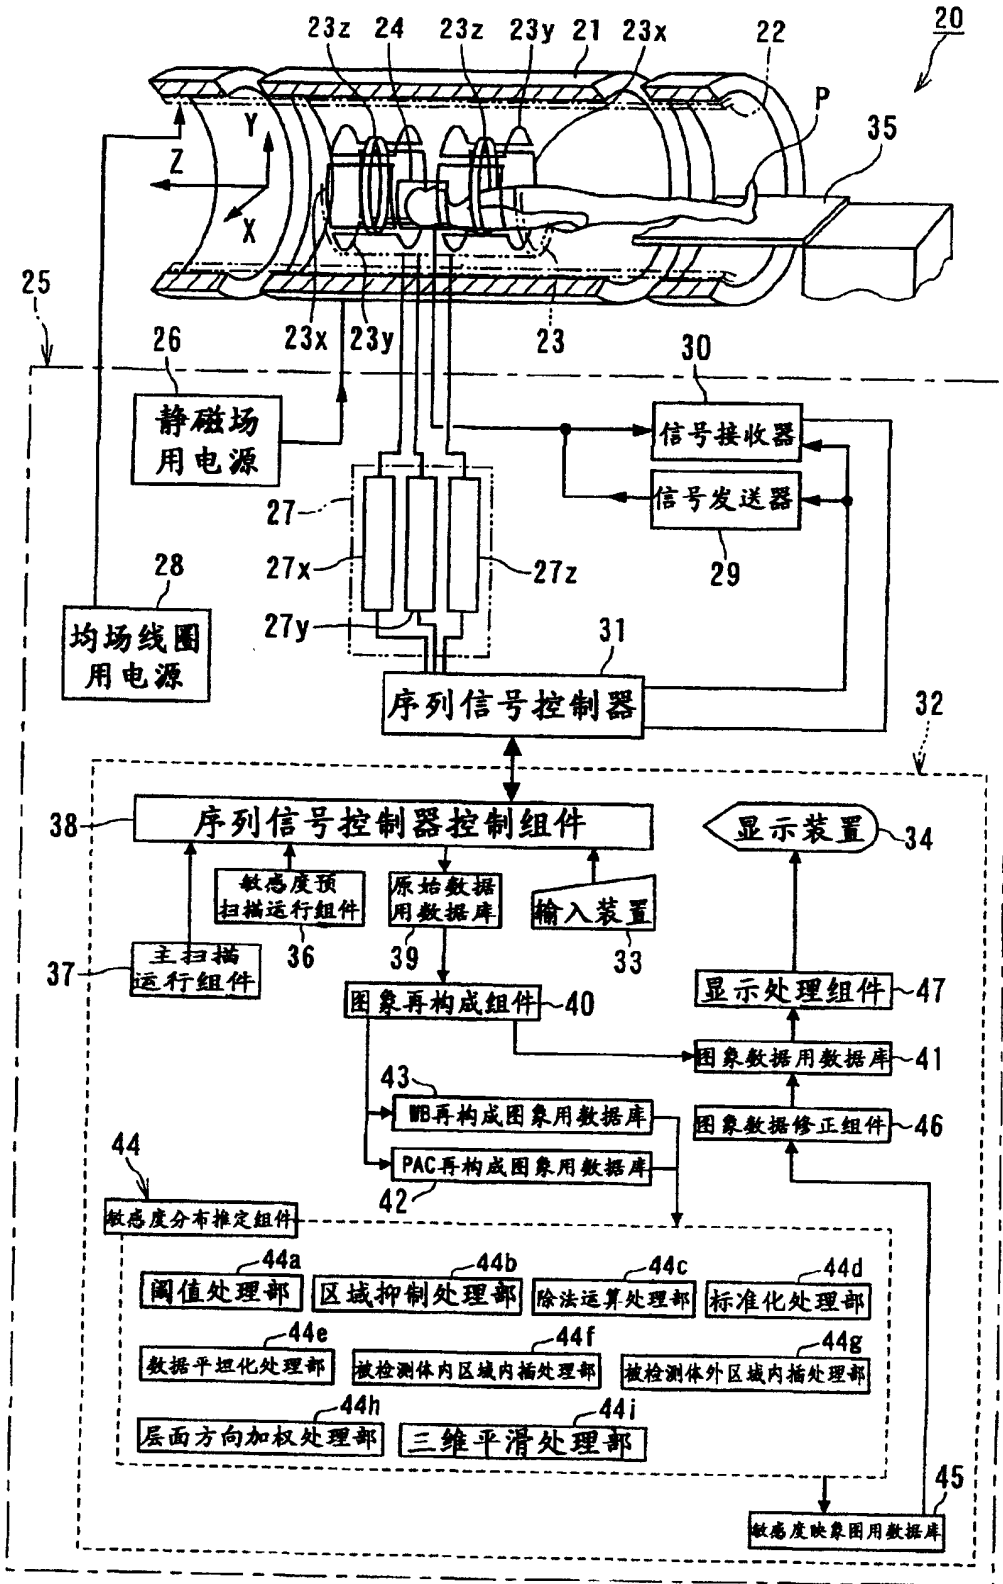 23z 24 23z 23y 21 23x 22 20
P
35
Y
Z
X
25
26
23x 23y
23
30
静磁场
用电源
信号接收器
信号发送器
27
29
27x
27z
28
27y
均场线圈
用电源
31
序列信号控制器
32
38
序列信号控制器控制组件
显示装置
34
敏感度预
扫描运行组件
36
原始数据
用数据库
39
输入装置
33
37
主扫描
运行组件
图象再构成组件
40
显示处理组件
47
图象数据用数据库
41
43
WB再构成图象用数据库
图象数据修正组件
46
PAC再构成图象用数据库
42
44
敏感度分布推定组件
44a 44b 44c 44d
阈值处理部 区域抑制处理部 除法运算处理部 标准化处理部
44e 44f 44g
数据平坦化处理部 被检测体内区域内插处理部 被检测体外区域内插处理部
44h 44i
层面方向加权处理部 三维平滑处理部
45
敏感度映象图用数据库